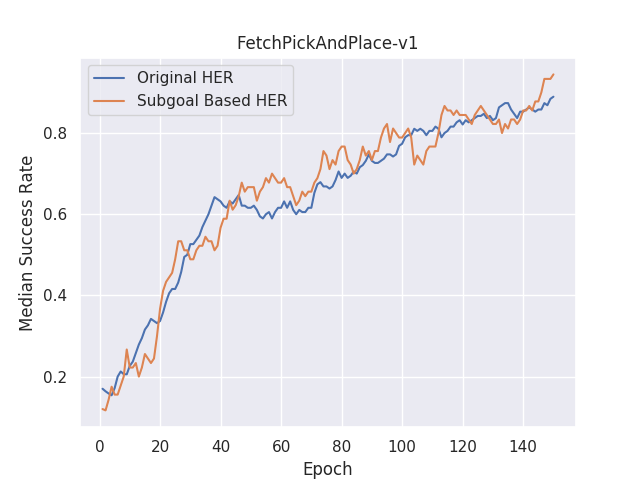 FetchPickAndPlace-v1
Original HER
Subgoal Based HER
Median Success Rate
0.8
0.6
0.4
0.2
0 20 40 60 80 100 120 140
Epoch